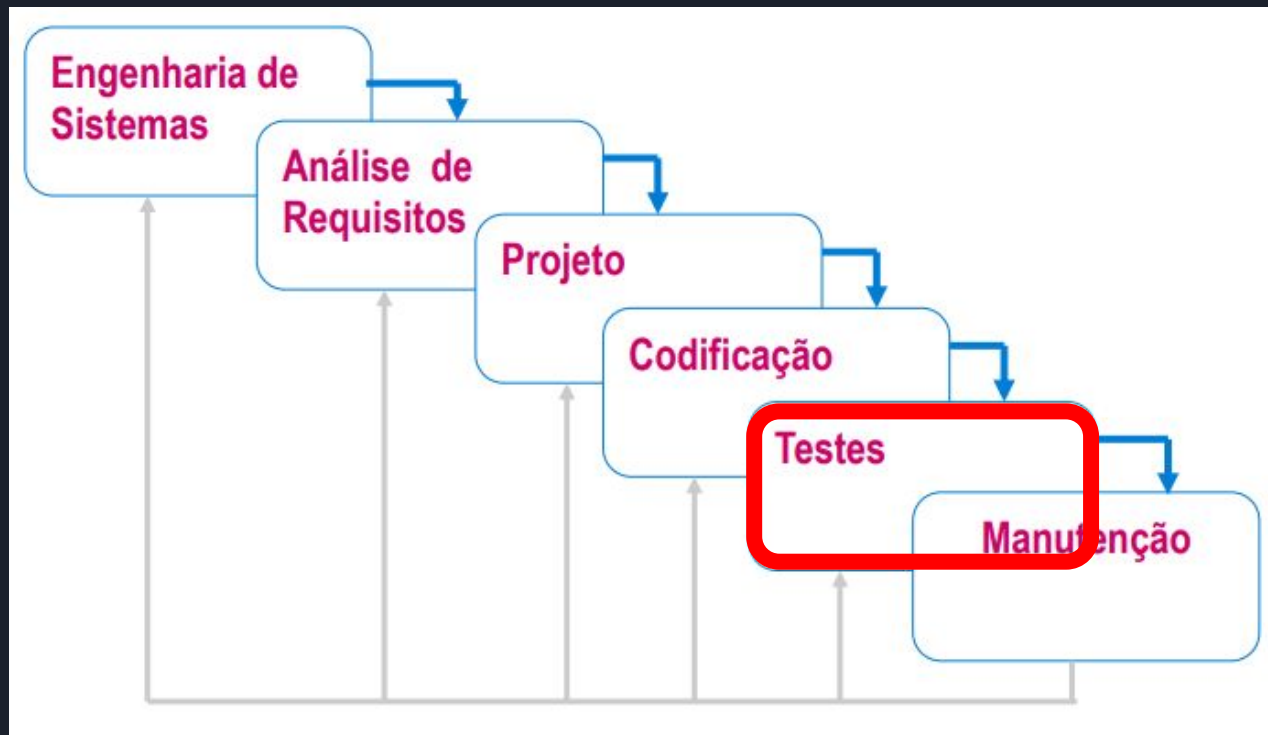 Engenharia de
Sistemas
Análise de
Requisitos
Projeto
Codificação
Testes
Manutenção